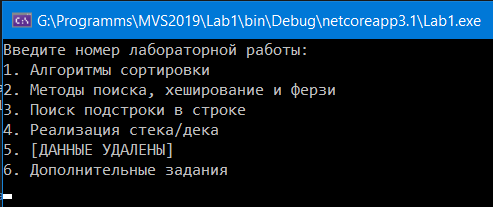 G:\Programms\MVS2019\Lab1\bin\Debug\netcoreapp3.1\Lab1.exe
Введите номер лабораторной работы:
1. Алгоритмы сортировки
2. Методы поиска, хеширование и ферзи
3. Поиск подстроки в строке
4. Реализация стека/дека
5. [ДАННЫЕ УДАЛЕНЫ]
6. Дополнительные задания